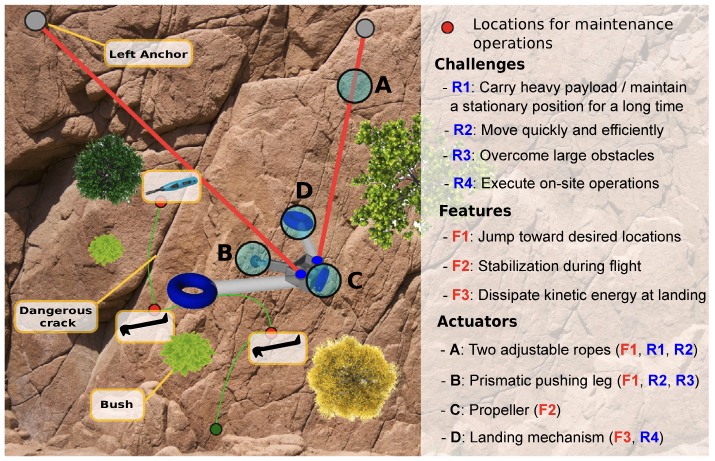 Left Anchor
A
D
B
C
Dangerous
crack
Bush
Locations for maintenance
operations
Challenges
- R1: Carry heavy payload / maintain
a stationary position for a long time
- R2: Move quickly and efficiently
- R3: Overcome large obstacles
- R4: Execute on-site operations
Features
- F1: Jump toward desired locations
- F2: Stabilization during flight
- F3: Dissipate kinetic energy at landing
Actuators
- A: Two adjustable ropes (F1, R1, R2)
- B: Prismatic pushing leg (F1, R2, R3)
- C: Propeller (F2)
- D: Landing mechanism (F3, R4)